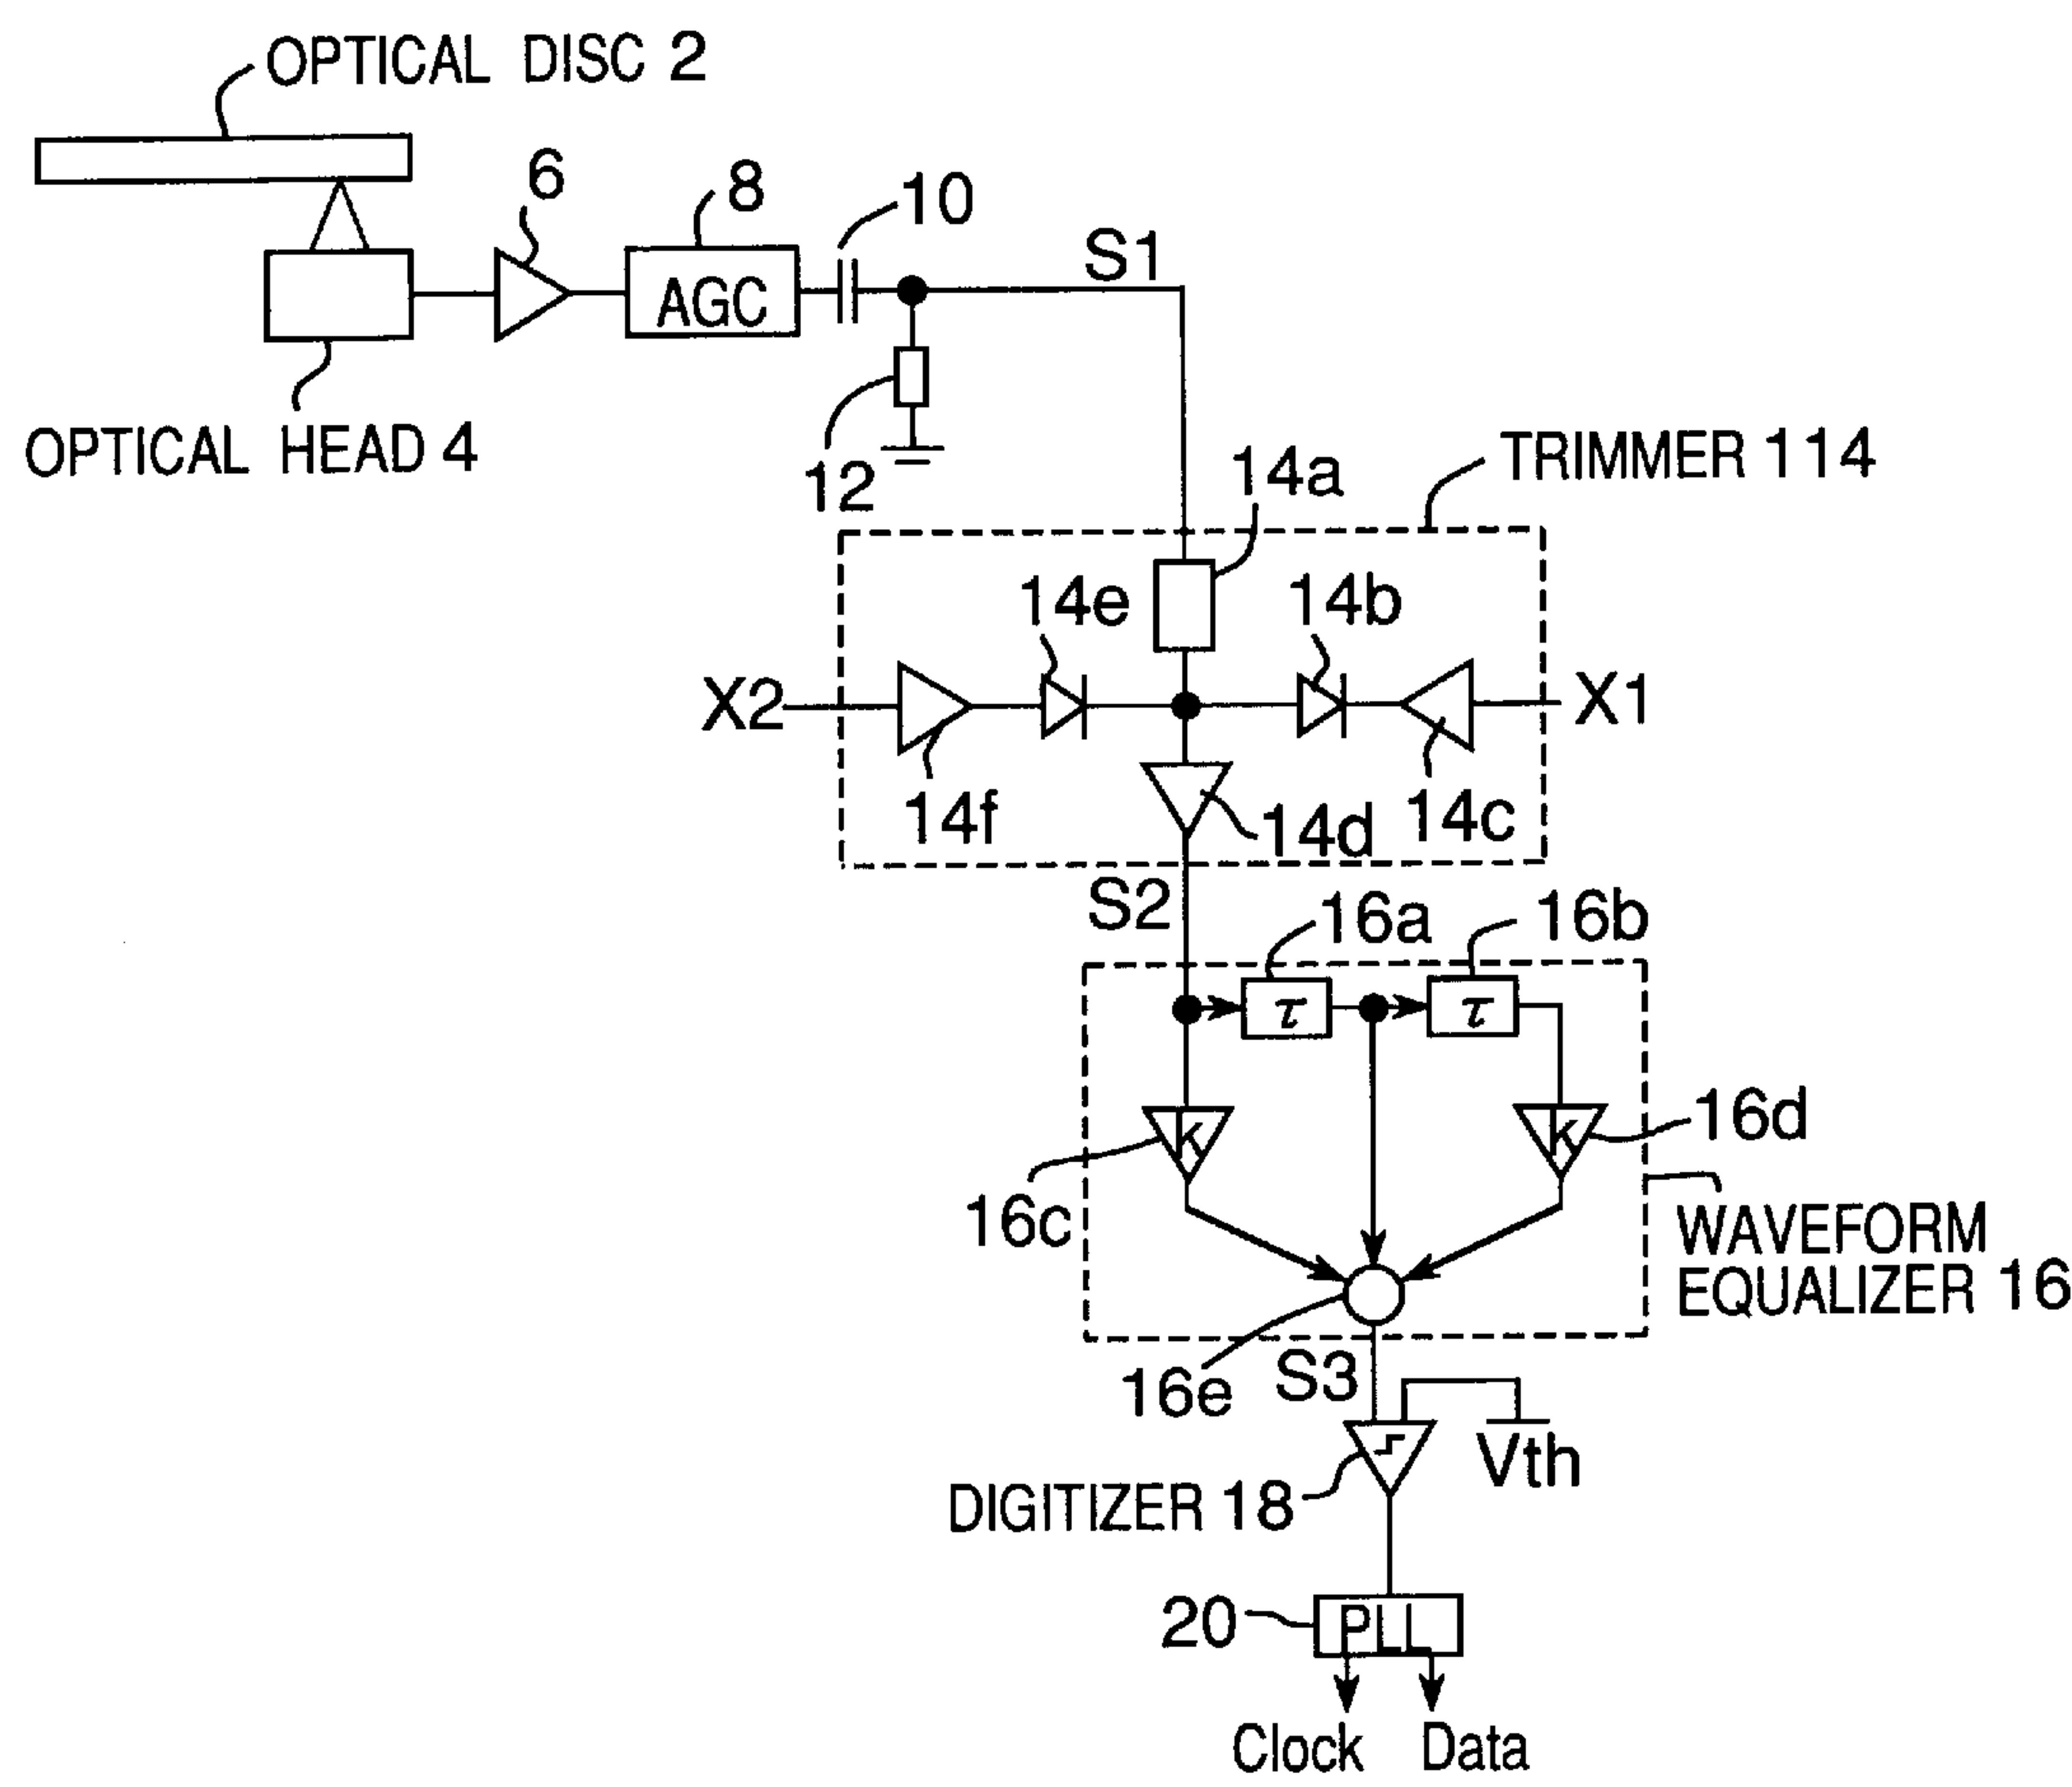 OPTICAL DISC 2
6
8
10
AGC
S1
12
OPTICAL HEAD 4
TRIMMER 114
14a
14e
14b
X2
X1
14f
14d
14c
S2
16a
16b
τ
τ
K
K
16d
16c
WAVEFORM
EQUALIZER 16
16e
S3
Vth
DIGITIZER 18
20
PLL
Clock
Data